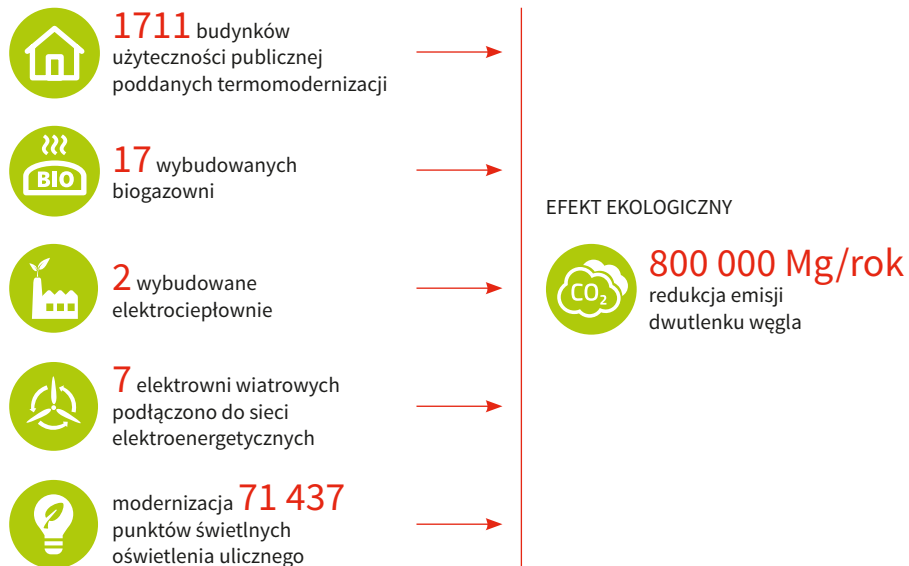 1711 budynków
użyteczności publicznej
poddanych termomodernizacji
BIO
17 wybudowanych
biogazowni
2 wybudowane
elektrociepłownie
7 elektrowni wiatrowych
podłączono do sieci
elektroenergetycznych
modernizacja 71 437
punktów świetlnych
oświetlenia ulicznego
EFEKT EKOLOGICZNY
CO₂
800 000 Mg/rok
redukcja emisji
dwutlenku węgla